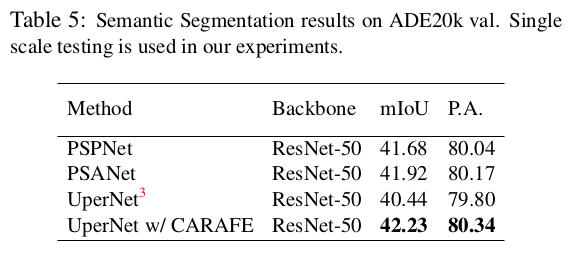 Table 5: Semantic Segmentation results on ADE20k val. Single
scale testing is used in our experiments.
Method Backbone mIoU P.A.
PSPNet ResNet-50 41.68 80.04
PSANet ResNet-50 41.92 80.17
UperNet3 ResNet-50 40.44 79.80
UperNet w/ CARAFE ResNet-50 42.23 80.34